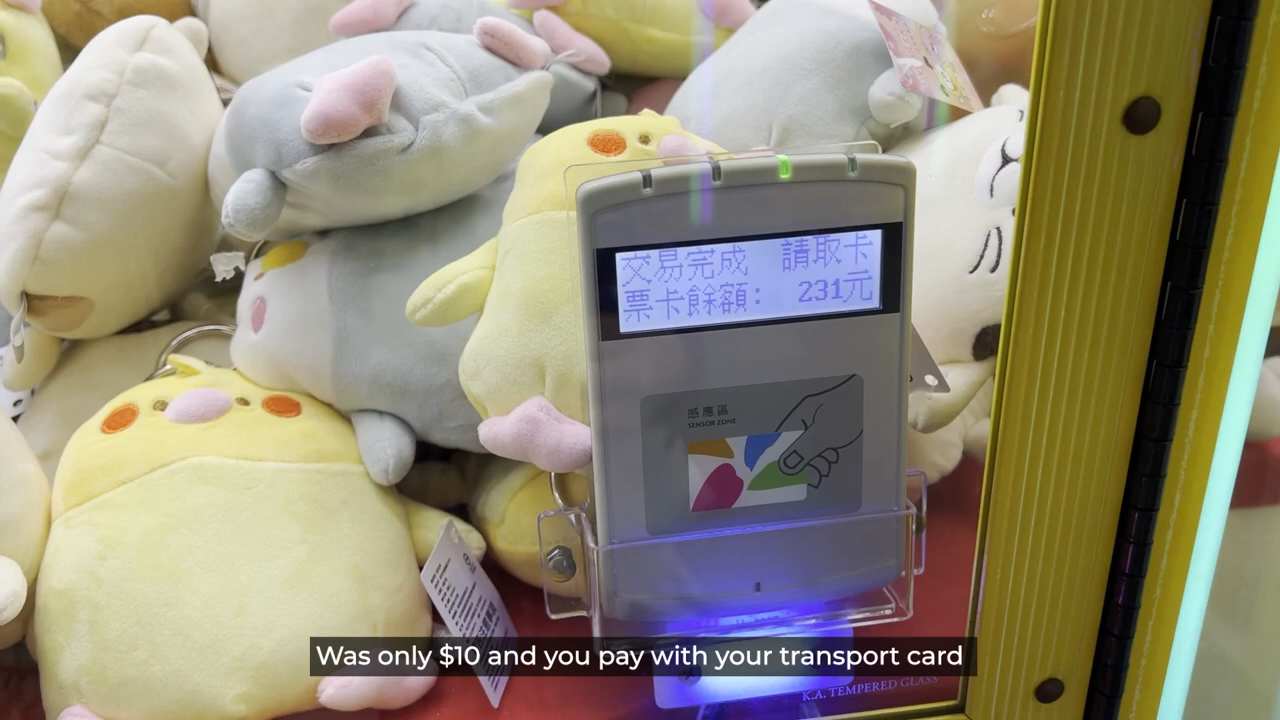 交易完成 請取卡
票卡餘額: 231元
感應區
SENSOR ZONE
K.A. TEMPERED GLASS
Was only $10 and you pay with your transport card